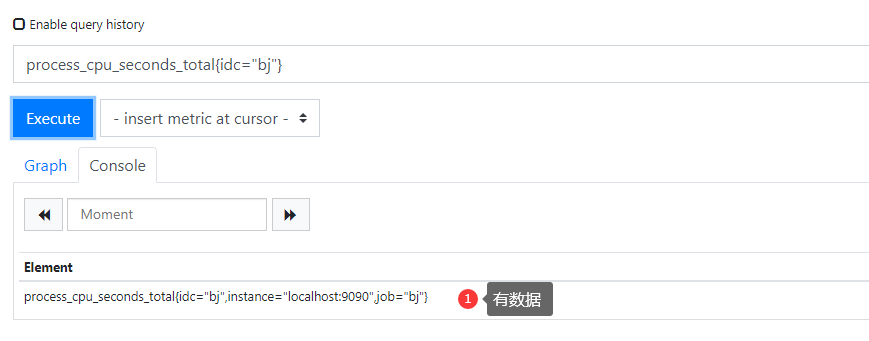 Enable query history
process_cpu_seconds_total{idc="bj"}
Execute - insert metric at cursor -
Graph Console
Moment
Element
process_cpu_seconds_total{idc="bj",instance="localhost:9090",job="bj"} 1 有数据